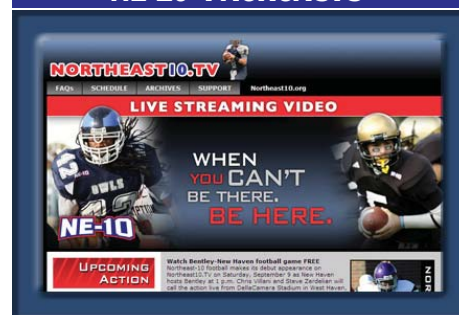 NORTHEAST10.TV
FAQs SCHEDULE ARCHIVES SUPPORT Northeast10.org
LIVE STREAMING VIDEO
42
OWLS
WHEN
YOU CAN'T
BE THERE.
BE HERE.
NE-10
UPCOMING
ACTION
Watch Bentley-New Haven football game FREE
Northeast-10 football makes its debut appearance on
Northeast10.TV on Saturday, September 9 as New Haven
hosts Bentley at 1 p.m. Chris Villani and Steve Zerdelian will
call the action live from DellaCamera Stadium in West Haven.
NOR